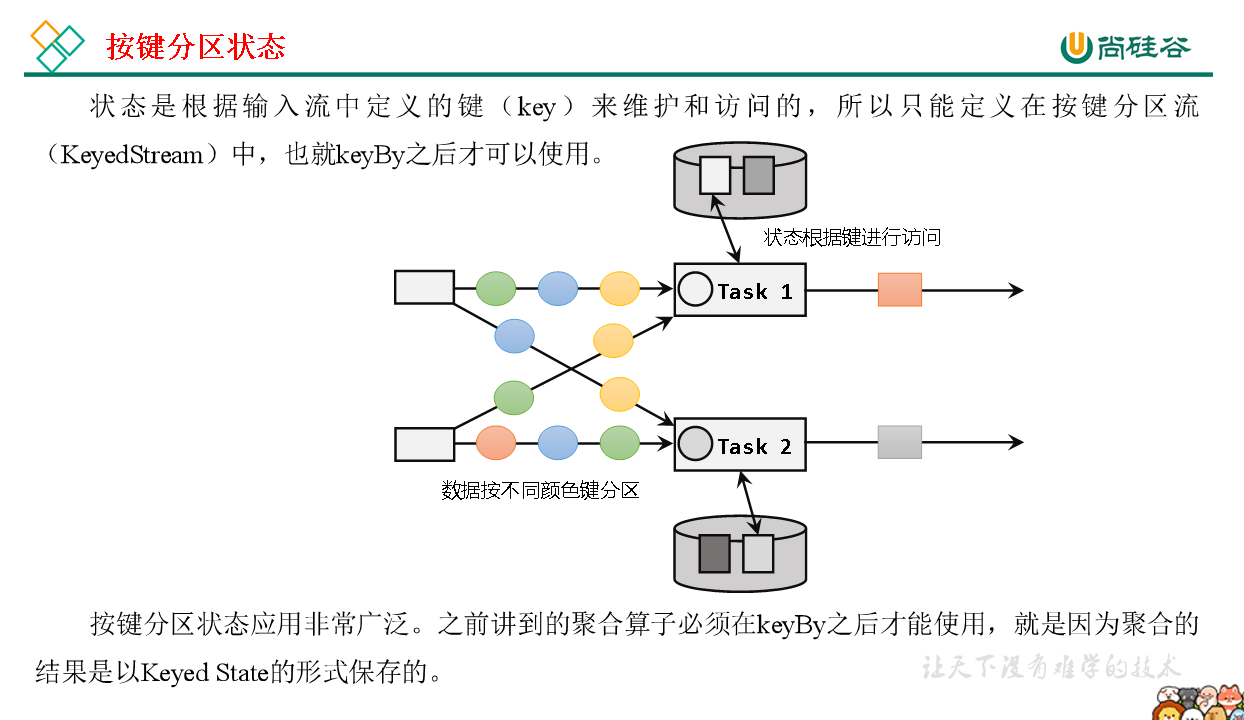 按键分区状态
尚硅谷
状态是根据输入流中定义的键（key）来维护和访问的，所以只能定义在按键分区流
（KeyedStream）中，也就keyBy之后才可以使用。
状态根据键进行访问
Task 1
Task 2
数据按不同颜色键分区
按键分区状态应用非常广泛。之前讲到的聚合算子必须在keyBy之后才能使用，就是因为聚合的
结果是以Keyed State的形式保存的。
让天下没有难学的技术